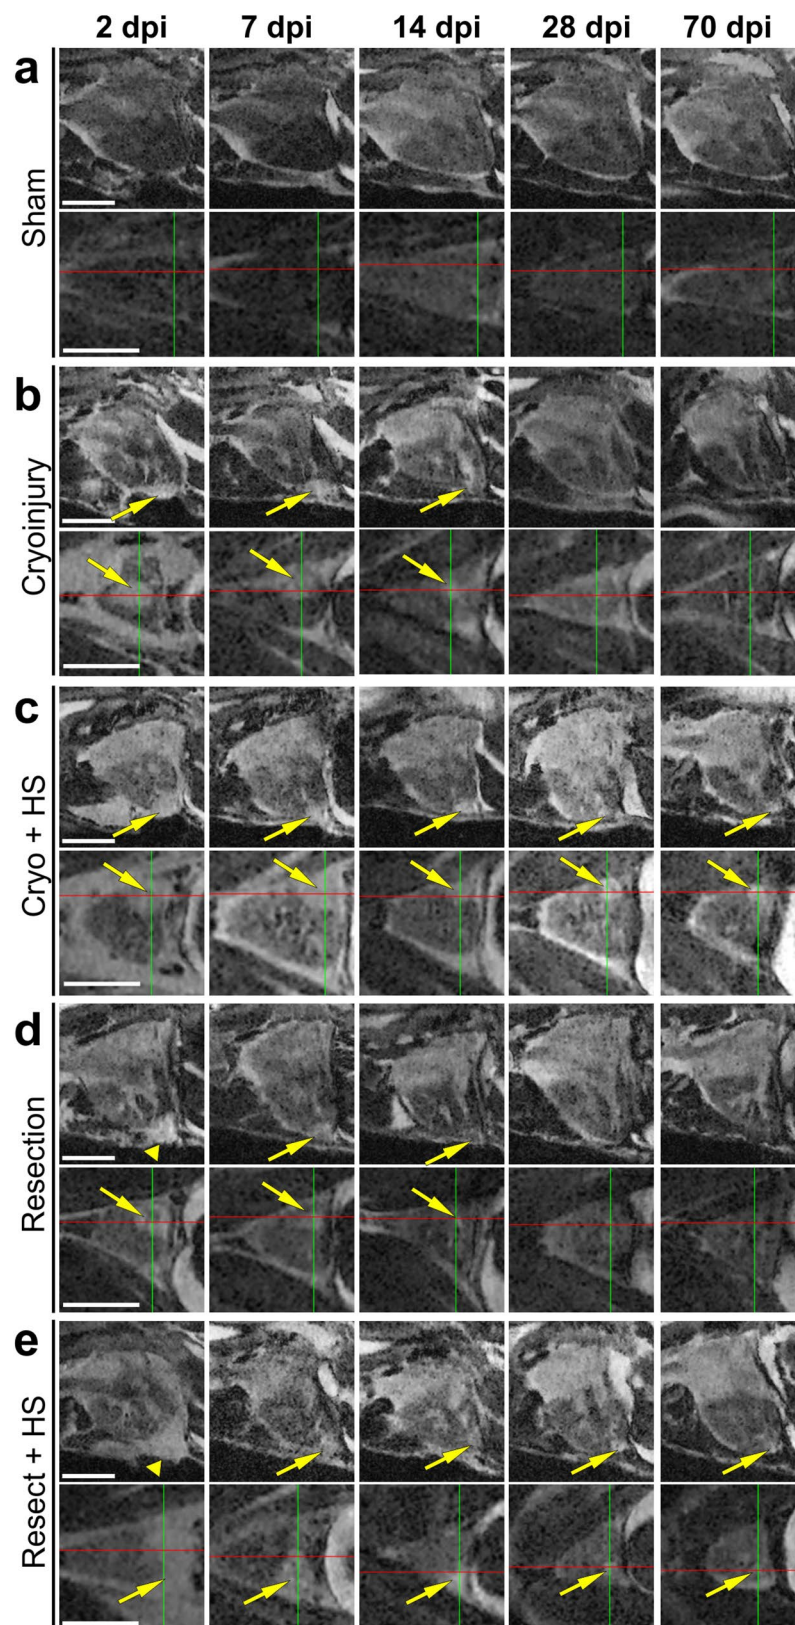 2 dpi 7 dpi 14 dpi 28 dpi 70 dpi
a
Sham
b
Cryoinjury
c
Cryo + HS
d
Resection
e
Resect + HS